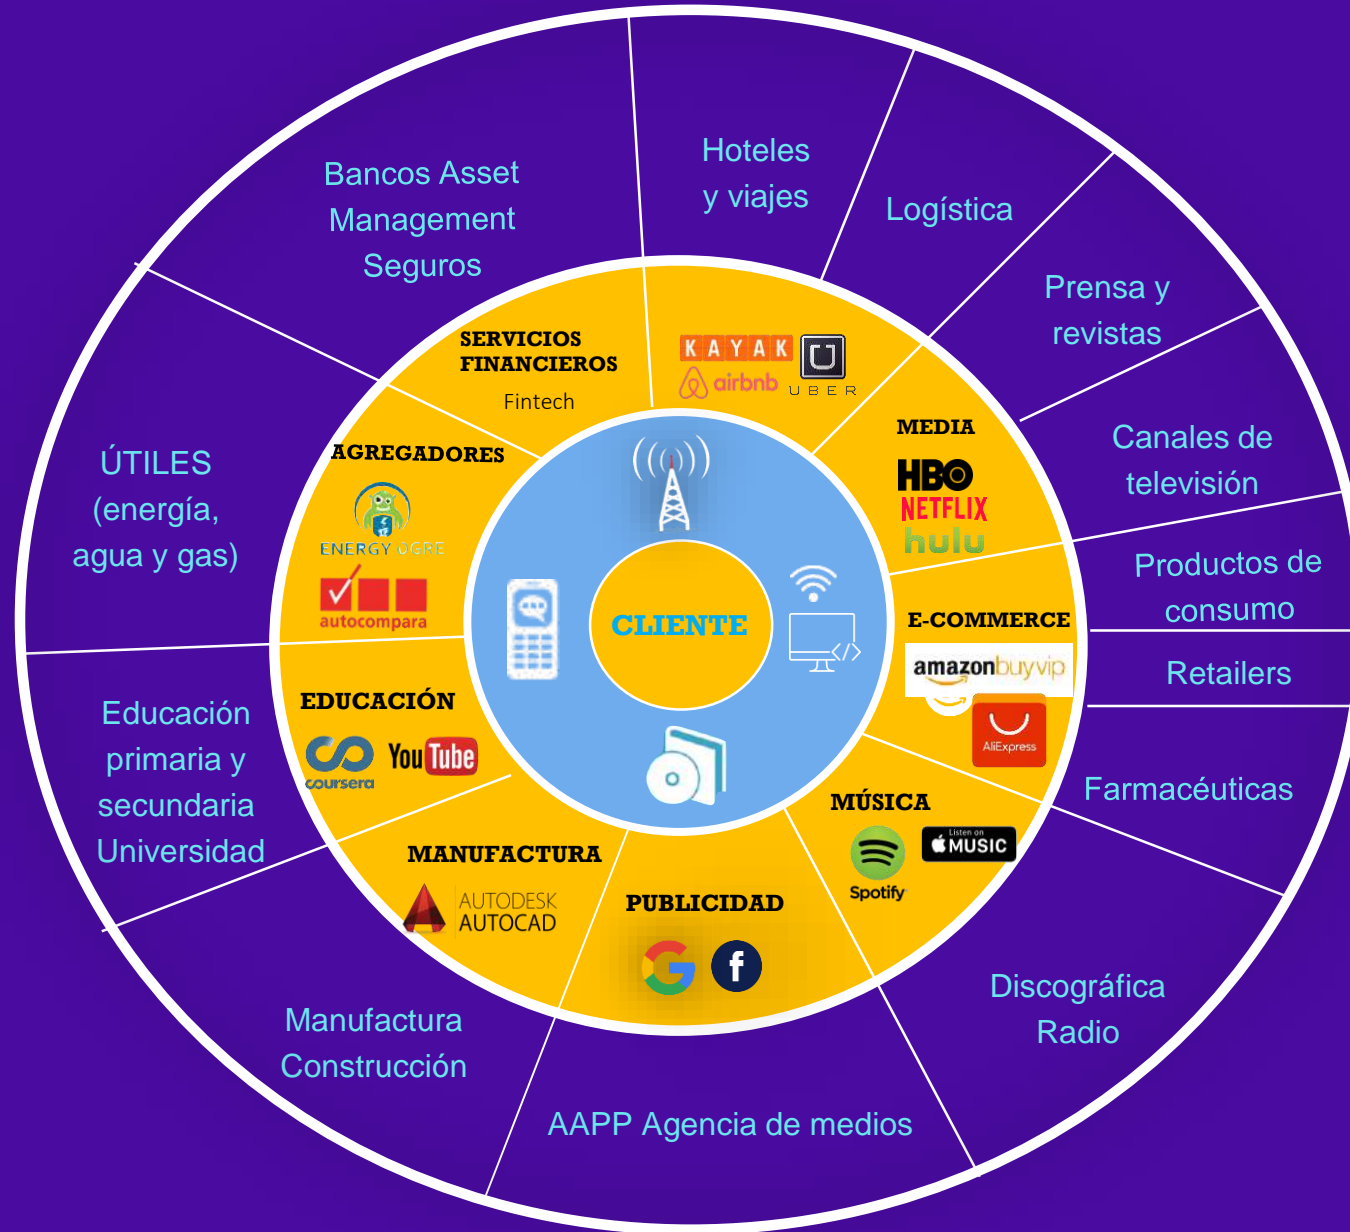 Hoteles
y viajes
Bancos Asset
Management
Seguros
Logística
Prensa y
revistas
Canales de
televisión
Productos de
consumo
Retailers
Farmacéuticas
Discográfica
Radio
AAPP Agencia de medios
Manufactura
Construcción
Educación
primaria y
secundaria
Universidad
ÚTILES
(energía,
agua y gas)
SERVICIOS
FINANCIEROS
Fintech
KAYAK
airbnb
U
UBER
MEDIA
HBO
NETFLIX
hulu
E-COMMERCE
amazonbuyvip
AliExpress
MÚSICA
Listen on
MUSIC
Spotify
PUBLICIDAD
G
f
MANUFACTURA
AUTODESK
AUTOCAD
EDUCACIÓN
coursera
YouTube
AGREGADORES
ENERGY OGRE
autocompara
CLIENTE
</>